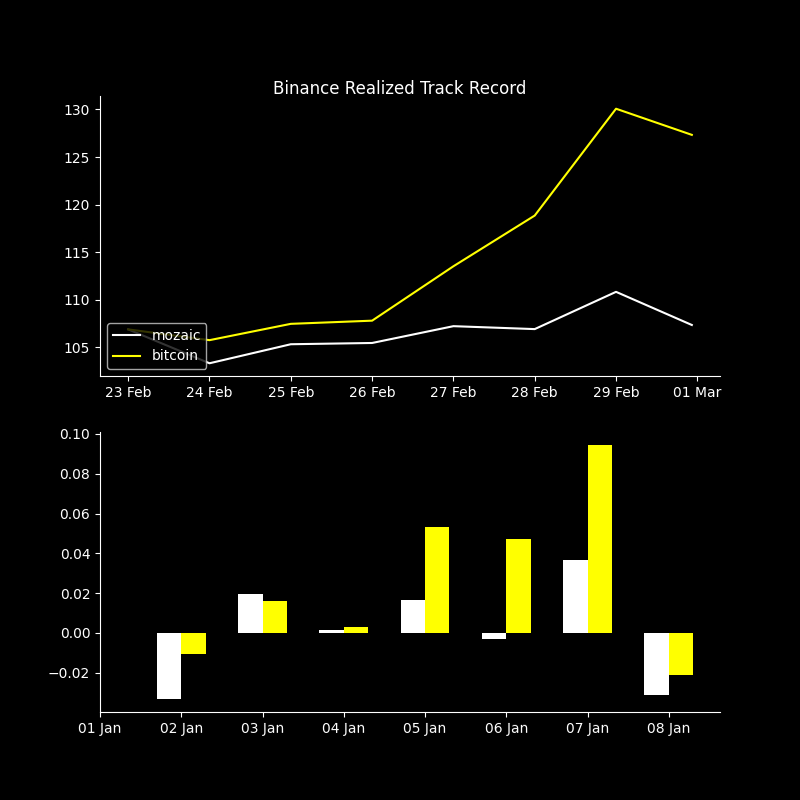 Binance Realized Track Record
130
125
120
115
110
105
mozaic
bitcoin
23 Feb 24 Feb 25 Feb 26 Feb 27 Feb 28 Feb 29 Feb 01 Mar
0.10
0.08
0.06
0.04
0.02
0.00
−0.02
01 Jan 02 Jan 03 Jan 04 Jan 05 Jan 06 Jan 07 Jan 08 Jan